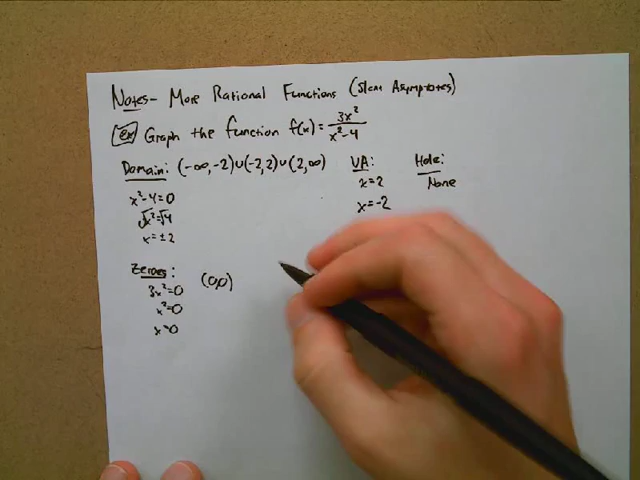 Notes- More Rational Functions (Slant Asymptotes)
ex Graph the function f(x)= 3x²/x²-4
Domain: (-∞,-2)∪(-2,2)∪(2,∞)
x²-4=0
√x²=√4
x=±2
VA:
x=2
x=-2
Hole:
None
Zeroes:
3x²=0
x²=0
x=0
(0,0)